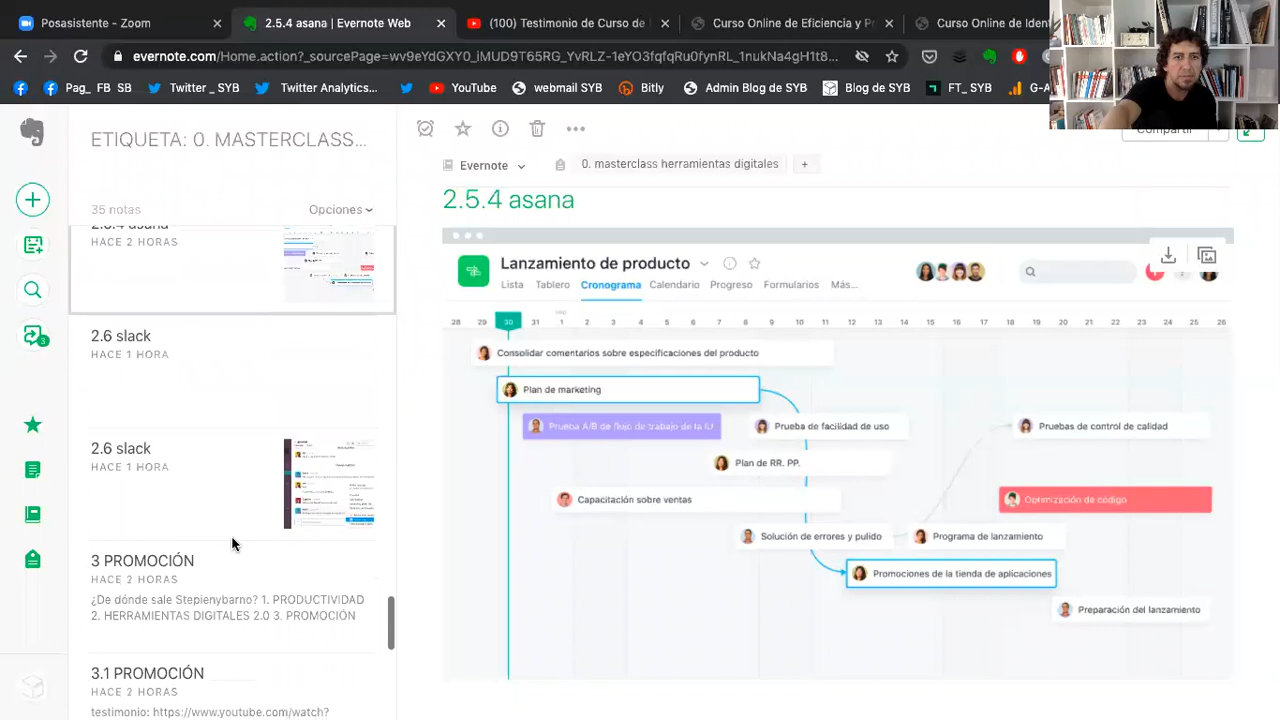 Posasistente - Zoom
2.5.4 asana | Evernote Web
(100) Testimonio de Curso de
Curso Online de Eficiencia y Pr
Curso Online de Ident
Pag_ FB SB
Twitter _ SYB
Twitter Analytics...
YouTube
webmail SYB
Bitly
Admin blog de SYB
Blog de SYB
FT_ SYB
G-A
ETIQUETA: 0. MASTERCLASS...
Compartir
Evernote
0. masterclass herramientas digitales
+
35 notas
Opciones
2.5.4 asana
HACE 2 HORAS
2.6 slack
HACE 1 HORA
2.6 slack
HACE 1 HORA
3 PROMOCIÓN
HACE 2 HORAS
¿De dónde sale Stepienybarno? 1. PRODUCTIVIDAD
2. HERRAMIENTAS DIGITALES 2.0 3. PROMOCIÓN
3.1 PROMOCIÓN
HACE 2 HORAS
testimonio: https://www.youtube.com/watch?
3
2.5.4 asana
Lanzamiento de producto
Lista Tablero Cronograma Calendario Progreso Formularios Más...
28 29 30 31 1 2 3 4 5 6 7 8 9 10 11 12 13 14 15 16 17 18 19 20 21 22 23 24 25 26
Consolidar comentarios sobre especificaciones del producto
Plan de marketing
Prueba A/B de flujo de trabajo de la IU
Prueba de facilidad de uso
Pruebas de control de calidad
Plan de RR. PP.
Capacitación sobre ventas
Optimización de código
Solución de errores y pulido
Programa de lanzamiento
Promociones de la tienda de aplicaciones
Preparación del lanzamiento